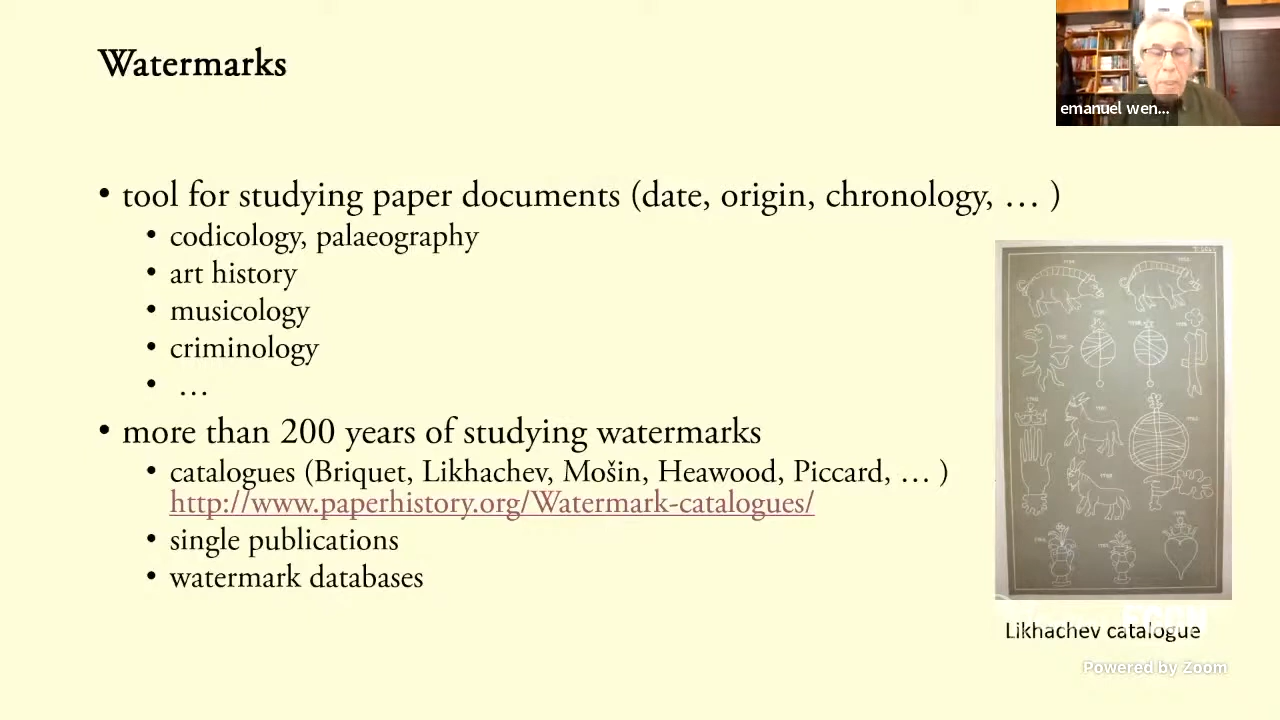 Watermarks
emanuel wen...
• tool for studying paper documents (date, origin, chronology, … )
• codicology, palaeography
• art history
• musicology
• criminology
• …
• more than 200 years of studying watermarks
• catalogues (Briquet, Likhachev, Mošin, Heawood, Piccard, … )
http://www.paperhistory.org/Watermark-catalogues/
• single publications
• watermark databases
Likhachev catalogue
Powered by Zoom